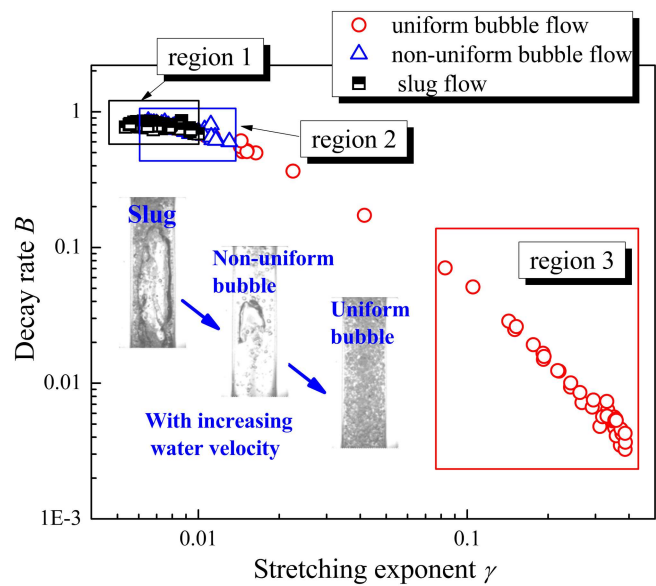 uniform bubble flow
non-uniform bubble flow
slug flow
region 1
region 2
region 3
1
0.1
0.01
1E-3
Decay rate B
Slug
Non-uniform
bubble
Uniform
bubble
With increasing
water velocity
0.01
0.1
Stretching exponent γ